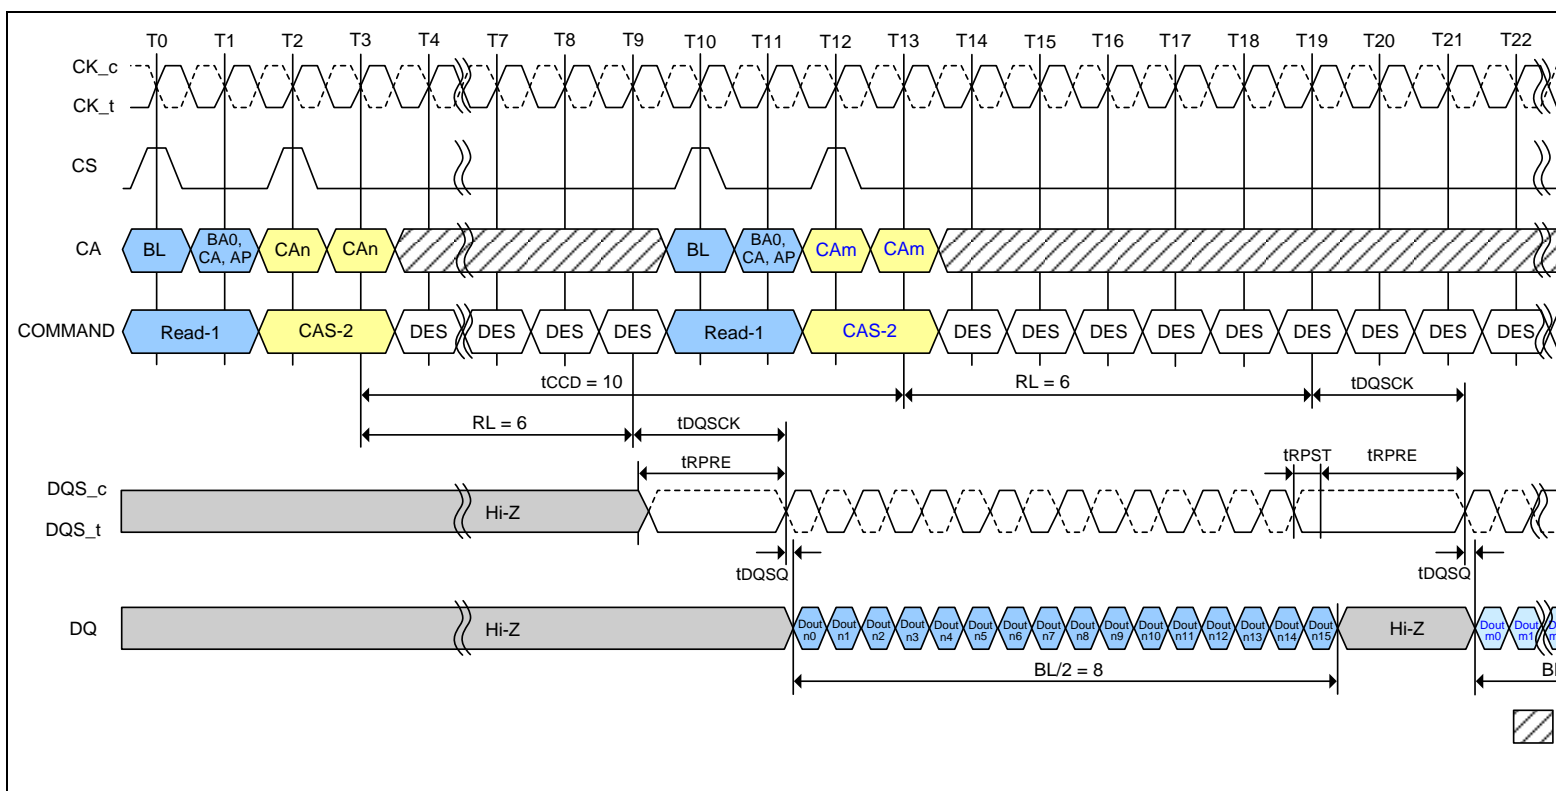 T0 T1 T2 T3 T4 T7 T8 T9 T10 T11 T12 T13 T14 T15 T16 T17 T18 T19 T20 T21 T22
CK_c
CK_t
CS
CA
BL
BA0,
CA, AP
CAn
CAn
BL
BA0,
CA, AP
CAm
CAm
COMMAND
Read-1
CAS-2
DES
DES
DES
DES
Read-1
CAS-2
DES
DES
DES
DES
DES
DES
DES
DES
DES
tCCD = 10
RL = 6
tDQSCK
RL = 6
tDQSCK
tRPRE
tRPST
tRPRE
DQS_c
DQS_t
Hi-Z
tDQSQ
tDQSQ
DQ
Hi-Z
Dout
n0
Dout
n1
Dout
n2
Dout
n3
Dout
n4
Dout
n5
Dout
n6
Dout
n7
Dout
n8
Dout
n9
Dout
n10
Dout
n11
Dout
n12
Dout
n13
Dout
n14
Dout
n15
Hi-Z
Dout
m0
Dout
m1
BL/2 = 8